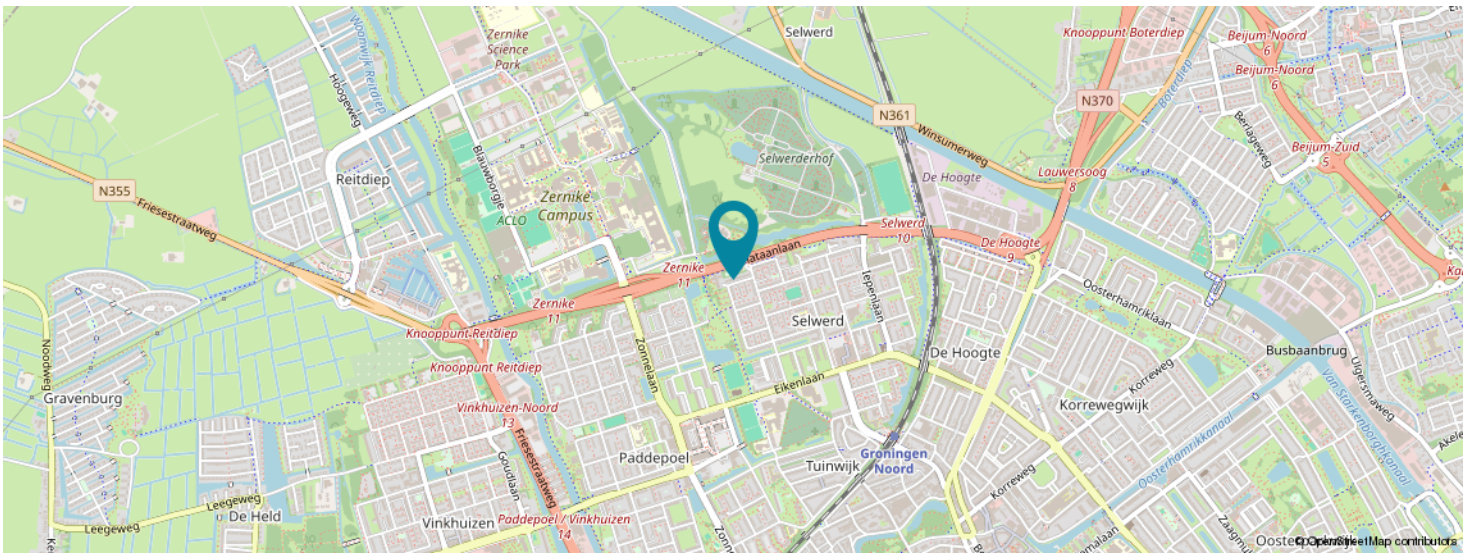 Woonwijk Reitdiep
Hoogeweg
Zernike
Science
Park
Selwerd
Knooppunt Boterdiep
Beijum-Noord
6
Beijum-Noord
6
N370
N361
Boterdiep
Winsumerweg
Berlageweg
Beijum-Zuid
5
Blauwborgje
Selwerderhof
De Hoogte
Lauwersoog
8
Reitdiep
N355
Friesestraatweg
Zernike
Campus
ACLO
Selwerd
10
De Hoogte
9
Zernike
11
Iepenlaan
Oosterhamriklaan
Zernike
11
Selwerd
Knooppunt Reitdiep
Knooppunt Reitdiep
Zonnelaan
De Hoogte
Busbaanbrug
Ulgersmaweg
Noodweg
Gravenburg
Eikenlaan
Korreweg
Korrewegwijk
Van Starkenborghkanaal
Vinkhuizen-Noord
13
Friesestraatweg
Goudlaan
Paddepoel
Tuinwijk
Groningen
Noord
Korreweg
Oosterhamrikkanaal
Leegeweg
Leegeweg
De Held
Vinkhuizen
Paddepoel / Vinkhuizen
14
© OpenStreetMap contributors